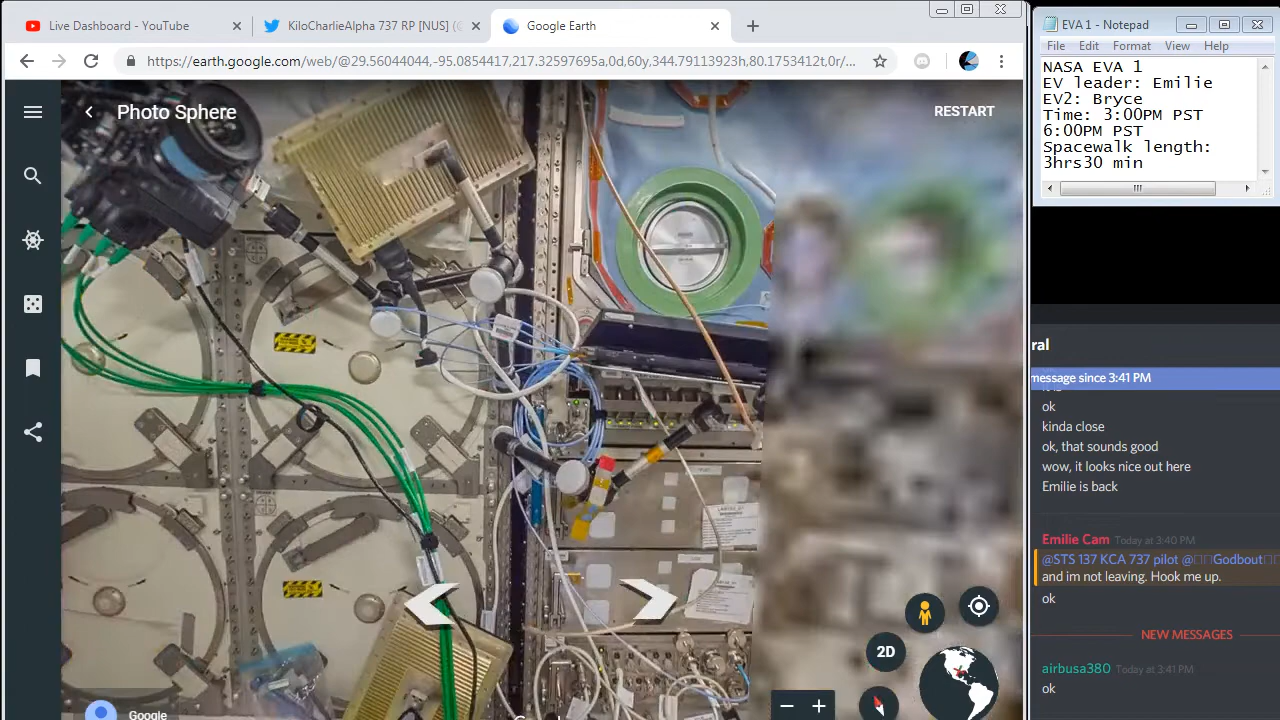 Live Dashboard - YouTube
KiloCharlieAlpha 737 RP [NUS] (@
Google Earth
https://earth.google.com/web/@29.56044044,-95.0854417,217.32597695a,0d,60y,344.79113923h,80.1753412t,0r/...
Photo Sphere
RESTART
2D
Google
EVA 1 - Notepad
File Edit Format View Help
NASA EVA 1
EV leader: Emilie
EV2: Bryce
Time: 3:00PM PST
6:00PM PST
Spacewalk length:
3hrs30 min
ral
message since 3:41 PM
ok
kinda close
ok, that sounds good
wow, it looks nice out here
Emilie is back
Emilie Cam Today at 3:40 PM
@STS 137 KCA 737 pilot @ Godbout
and im not leaving. Hook me up.
ok
NEW MESSAGES
airbusa380 Today at 3:41 PM
ok